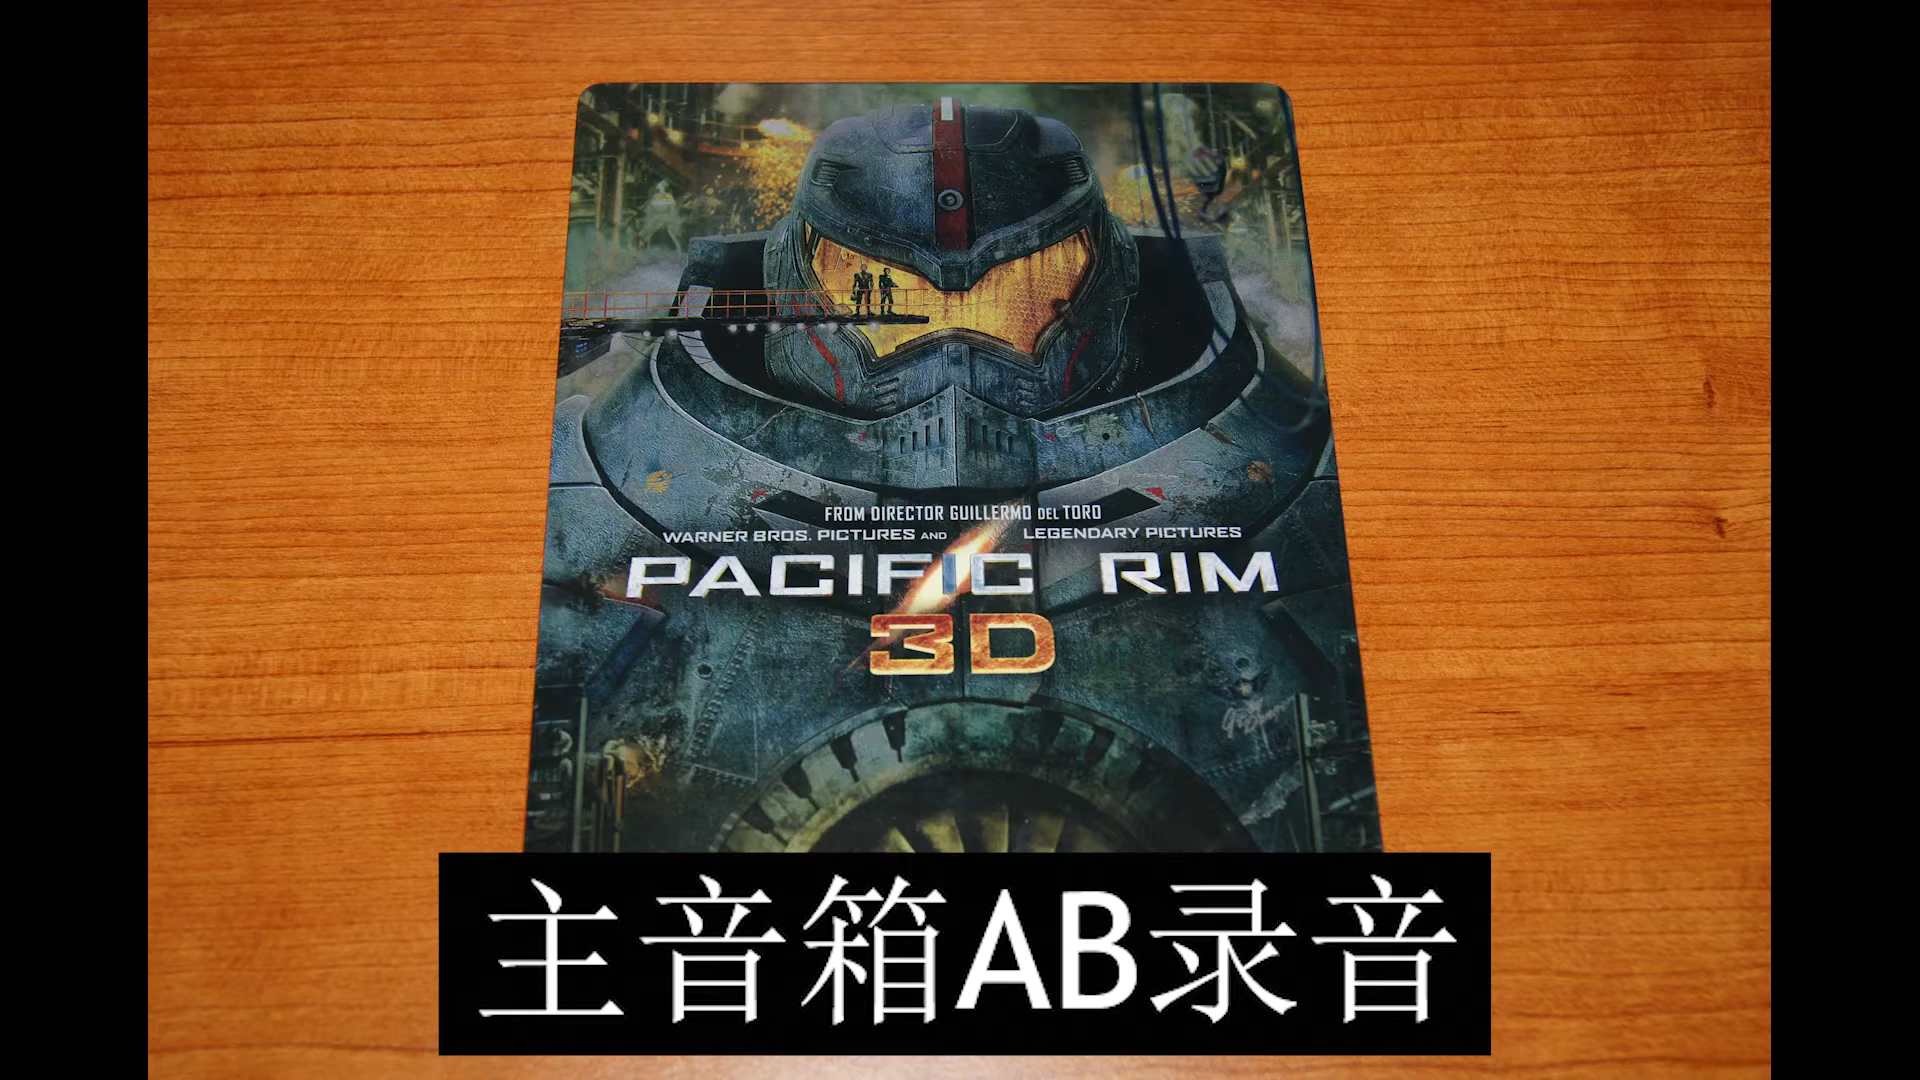 FROM DIRECTOR GUILLERMO DEL TORO
WARNER BROS. PICTURES AND LEGENDARY PICTURES
PACIFIC RIM
3D
主音箱AB录音